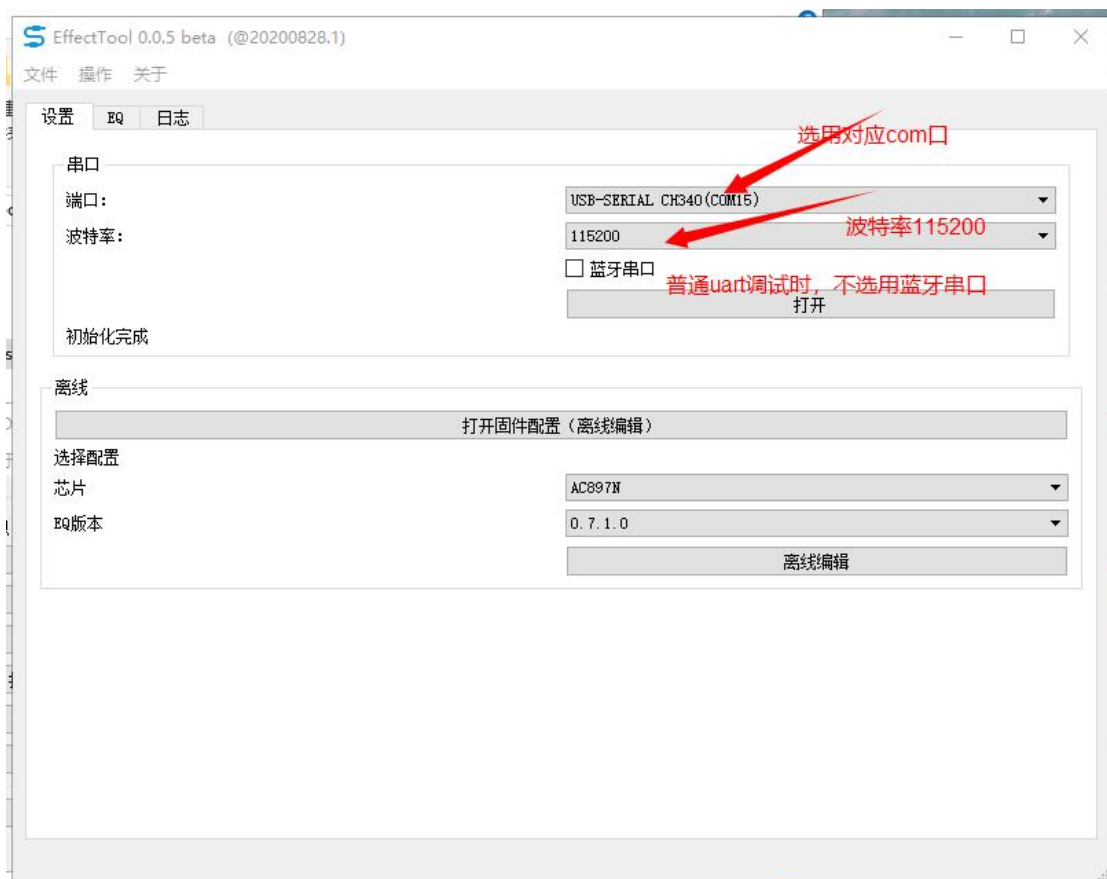 EffectTool 0.0.5 beta (@20200828.1)
文件 操作 关于
设置 EQ 日志
选用对应com口
串口
端口: USB-SERIAL CH340(COM15)
波特率: 115200
波特率115200
蓝牙串口
普通uart调试时，不选用蓝牙串口
打开
初始化完成
离线
打开固件配置（离线编辑）
选择配置
芯片 AC897N
EQ版本 0.7.1.0
离线编辑